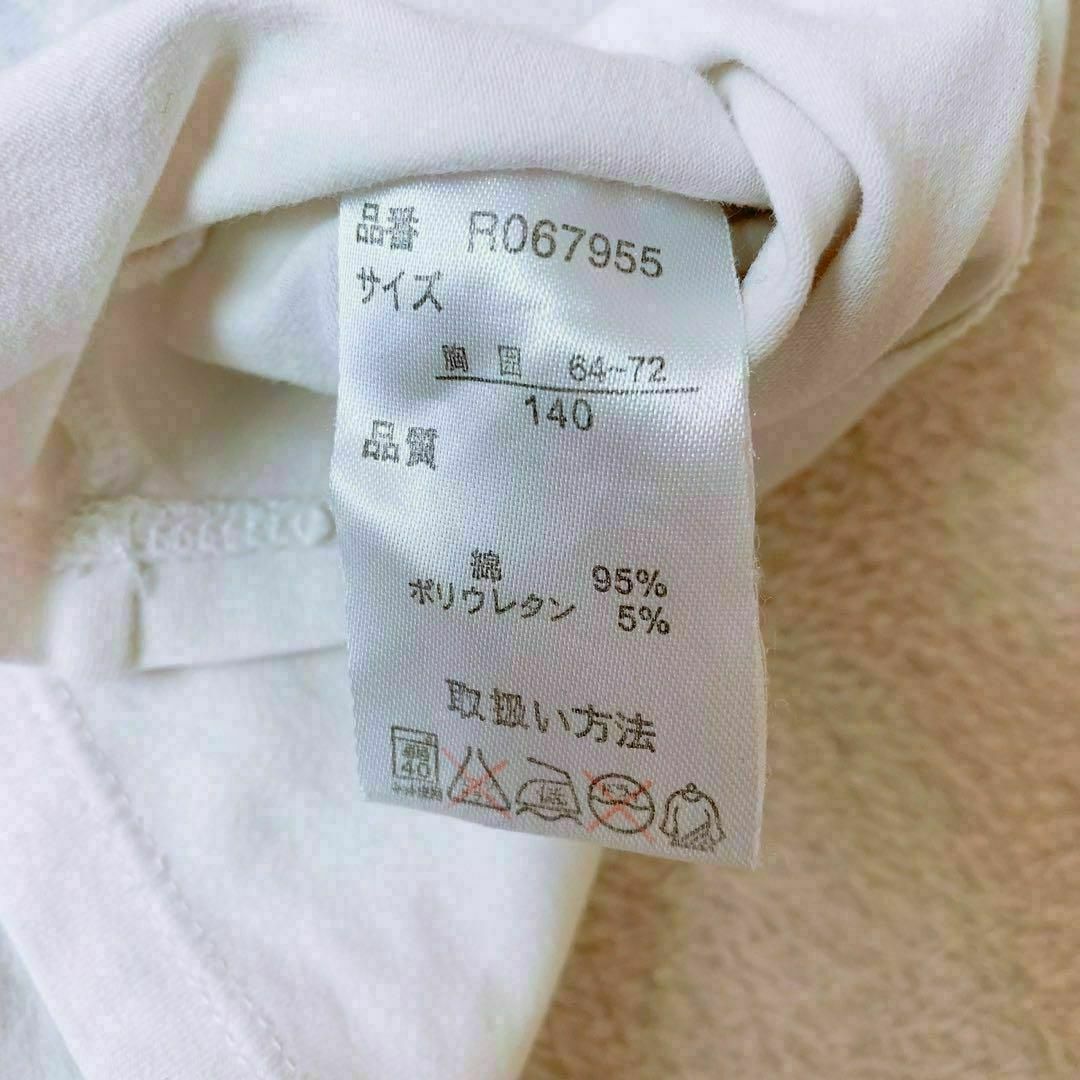 品番 R067955
サイズ
胸囲 64~72
140
品質
綿 95%
ポリウレタン 5%
取扱い方法
40